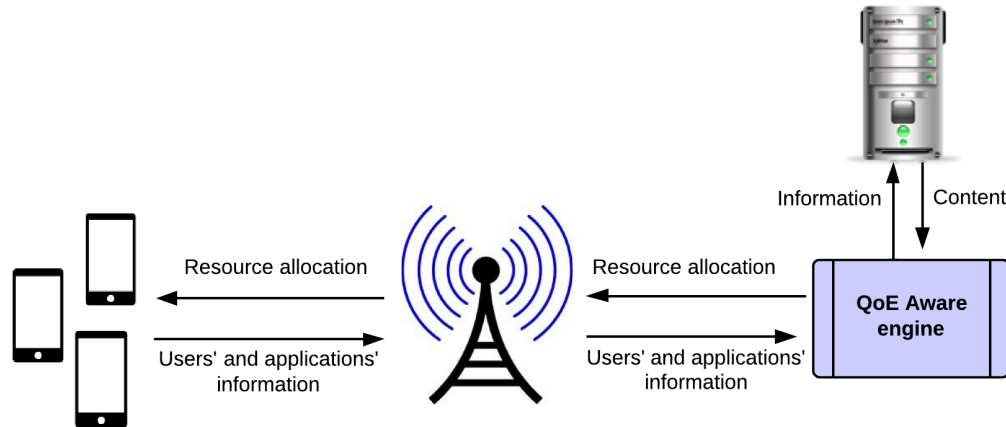 Information
Content
Resource allocation
Users' and applications'
information
Resource allocation
Users' and applications'
information
QoE Aware
engine